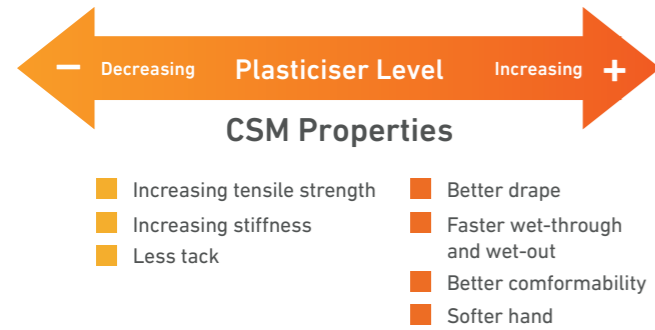 − Decreasing Plasticiser Level Increasing +
CSM Properties
Increasing tensile strength
Increasing stiffness
Less tack
Better drape
Faster wet-through
and wet-out
Better comformability
Softer hand